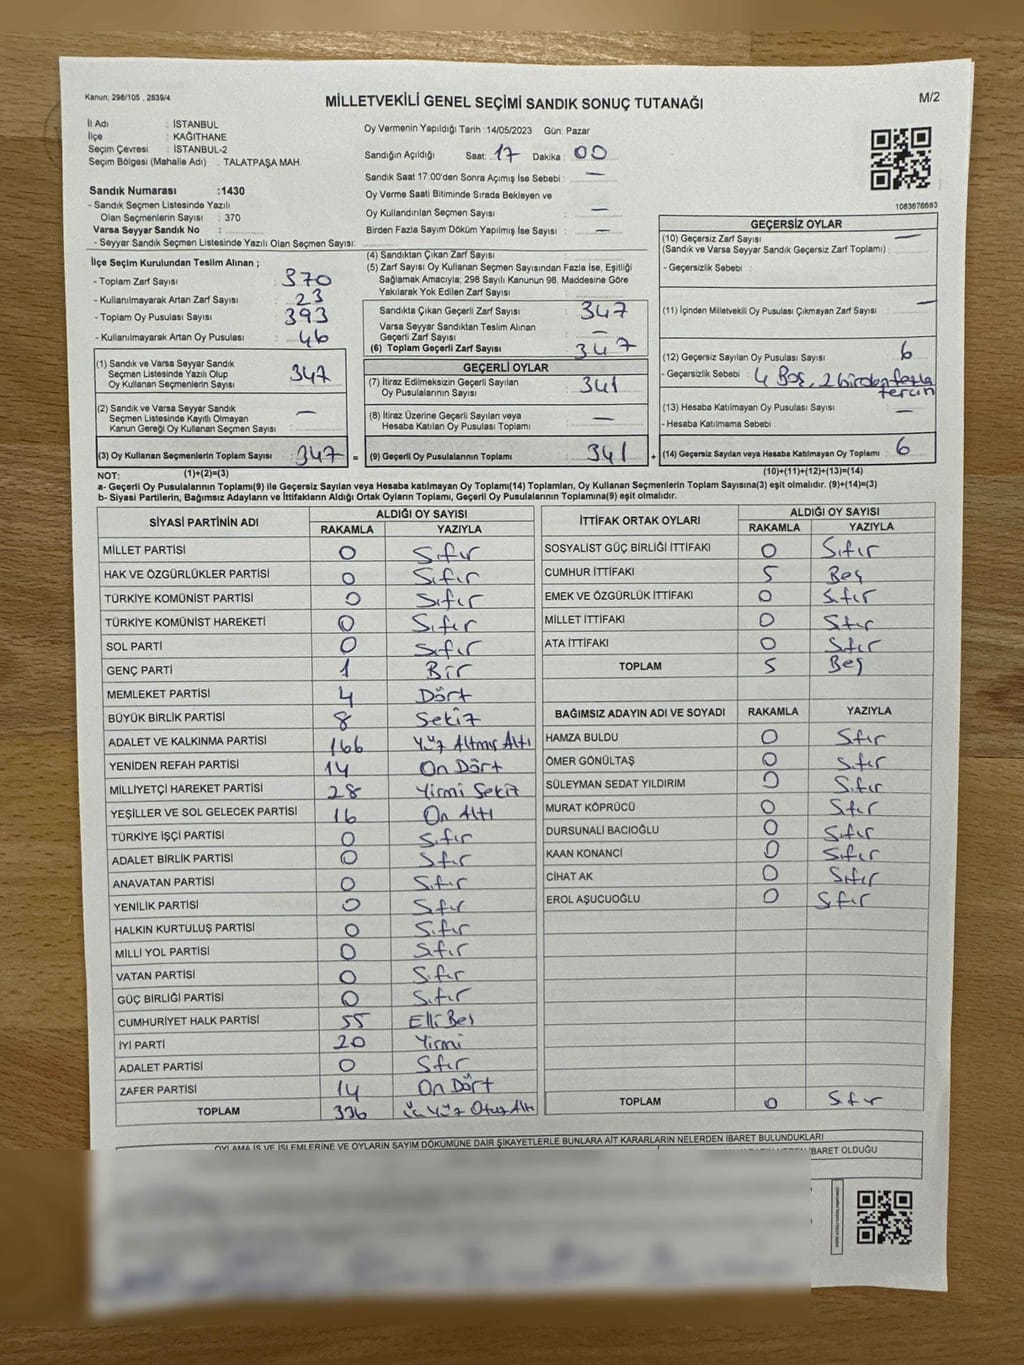 Kanun: 298/105 , 2839/4
MİLLETVEKİLİ GENEL SEÇİMİ SANDIK SONUÇ TUTANAĞI
M/2
İl Adı : İSTANBUL
İlçe : KAĞITHANE
Seçim Çevresi : İSTANBUL-2
Seçim Bölgesi (Mahalle Adı) : TALATPAŞA MAH.
Sandık Numarası :1430
- Sandık Seçmen Listesinde Yazılı
Olan Seçmenlerin Sayısı : 370
Varsa Seyyar Sandık No :
- Seyyar Sandık Seçmen Listesinde Yazılı Olan Seçmen Sayısı:
İlçe Seçim Kurulundan Teslim Alınan ;
- Toplam Zarf Sayısı : 370
- Kullanılmayarak Artan Zarf Sayısı : 23
- Toplam Oy Pusulası Sayısı : 393
- Kullanılmayarak Artan Oy Pusulası : 46
(1) Sandık ve Varsa Seyyar Sandık
Seçmen Listesinde Yazılı Olup
Oy Kullanan Seçmenlerin Sayısı : 347
(2) Sandık ve Varsa Seyyar Sandık
Seçmen Listesinde Kayıtlı Olmayan
Kanun Gereği Oy Kullanan Seçmen Sayısı : —
(3) Oy Kullanan Seçmenlerin Toplam Sayısı : 347 =
(1)+(2)=(3)
Oy Vermenin Yapıldığı Tarih :14/05/2023 Gün: Pazar
Sandığın Açıldığı Saat: 17 Dakika : 00
Sandık Saat 17:00'den Sonra Açımış İse Sebebi : —
Oy Verme Saati Bitiminde Sırada Bekleyen ve
Oy Kullandırılan Seçmen Sayısı : —
Birden Fazla Sayım Döküm Yapılmış İse Sayısı : —
(4) Sandıktan Çıkan Zarf Sayısı :
(5) Zarf Sayısı Oy Kullanan Seçmen Sayısından Fazla İse, Eşitliği
Sağlamak Amacıyla; 298 Sayılı Kanunun 98. Maddesine Göre
Yakılarak Yok Edilen Zarf Sayısı :
Sandıkta Çıkan Geçerli Zarf Sayısı : 347
Varsa Seyyar Sandıktan Teslim Alınan
Geçerli Zarf Sayısı : —
(6) Toplam Geçerli Zarf Sayısı : 347
GEÇERLİ OYLAR
(7) İtiraz Edilmeksizin Geçerli Sayılan
Oy Pusulalarının Sayısı : 341
(8) İtiraz Üzerine Geçerli Sayılan veya
Hesaba Katılan Oy Pusulası Toplamı : —
(9) Geçerli Oy Pusulalarının Toplamı : 341 +
1063676663
GEÇERSİZ OYLAR
(10) Geçersiz Zarf Sayısı —
(Sandık ve Varsa Seyyar Sandık Geçersiz Zarf Toplamı) :
- Geçersizlik Sebebi :
(11) İçinden Milletvekili Oy Pusulası Çıkmayan Zarf Sayısı : —
(12) Geçersiz Sayılan Oy Pusulası Sayısı : 6
- Geçersizlik Sebebi : 4 Boş, 2 birden fazla
tercih
(13) Hesaba Katılmayan Oy Pusulası Sayısı : —
- Hesaba Katılmama Sebebi :
(14) Geçersiz Sayılan veya Hesaba Katılmayan Oy Toplamı : 6
(10)+(11)+(12)+(13)=(14)
NOT:
a- Geçerli Oy Pusulalarının Toplamı(9) ile Geçersiz Sayılan veya Hesaba Katılmayan Oy Toplamı(14) Toplamları, Oy Kullanan Seçmenlerin Toplam Sayısına(3) eşit olmalıdır. (9)+(14)=(3)
b- Siyasi Partilerin, Bağımsız Adayların ve İttifakların Aldığı Ortak Oyların Toplamı, Geçerli Oy Pusulalarının Toplamına(9) eşit olmalıdır.
SİYASİ PARTİNİN ADI ALDIĞI OY SAYISI
RAKAMLA YAZIYLA
MİLLET PARTİSİ 0 Sıfır
HAK VE ÖZGÜRLÜKLER PARTİSİ 0 Sıfır
TÜRKİYE KOMÜNİST PARTİSİ 0 Sıfır
TÜRKİYE KOMÜNİST HAREKETİ 0 Sıfır
SOL PARTİ 0 Sıfır
GENÇ PARTİ 1 Bir
MEMLEKET PARTİSİ 4 Dört
BÜYÜK BİRLİK PARTİSİ 8 Sekiz
ADALET VE KALKINMA PARTİSİ 166 Yüz Altmış Altı
YENİDEN REFAH PARTİSİ 14 On Dört
MİLLİYETÇİ HAREKET PARTİSİ 28 Yirmi Sekiz
YEŞİLLER VE SOL GELECEK PARTİSİ 16 On Altı
TÜRKİYE İŞÇİ PARTİSİ 0 Sıfır
ADALET BİRLİK PARTİSİ 0 Sıfır
ANAVATAN PARTİSİ 0 Sıfır
YENİLİK PARTİSİ 0 Sıfır
HALKIN KURTULUŞ PARTİSİ 0 Sıfır
MİLLİ YOL PARTİSİ 0 Sıfır
VATAN PARTİSİ 0 Sıfır
GÜÇ BİRLİĞİ PARTİSİ 0 Sıfır
CUMHURİYET HALK PARTİSİ 55 Elli Beş
İYİ PARTİ 20 Yirmi
ADALET PARTİSİ 0 Sıfır
ZAFER PARTİSİ 14 On Dört
TOPLAM 336 Üç Yüz Otuz Altı
İTTİFAK ORTAK OYLARI ALDIĞI OY SAYISI
RAKAMLA YAZIYLA
SOSYALİST GÜÇ BİRLİĞİ İTTİFAKI 0 Sıfır
CUMHUR İTTİFAKI 5 Beş
EMEK VE ÖZGÜRLÜK İTTİFAKI 0 Sıfır
MİLLET İTTİFAKI 0 Sıfır
ATA İTTİFAKI 0 Sıfır
TOPLAM 5 Beş
BAĞIMSIZ ADAYIN ADI VE SOYADI RAKAMLA YAZIYLA
HAMZA BULDU 0 Sıfır
ÖMER GÖNÜLTAŞ 0 Sıfır
SÜLEYMAN SEDAT YILDIRIM 0 Sıfır
MURAT KÖPRÜCÜ 0 Sıfır
DURSUNALİ BACIOĞLU 0 Sıfır
KAAN KONANCİ 0 Sıfır
CİHAT AK 0 Sıfır
EROL AŞUCUOĞLU 0 Sıfır
TOPLAM 0 Sıfır
OYLAMA İŞ VE İŞLEMLERİNE VE OYLARIN SAYIM DÖKÜMÜNE DAİR ŞİKAYETLERLE BUNLARA AİT KARARLARIN NELERDEN İBARET BULUNDUKLARI
İBARET OLDUĞU